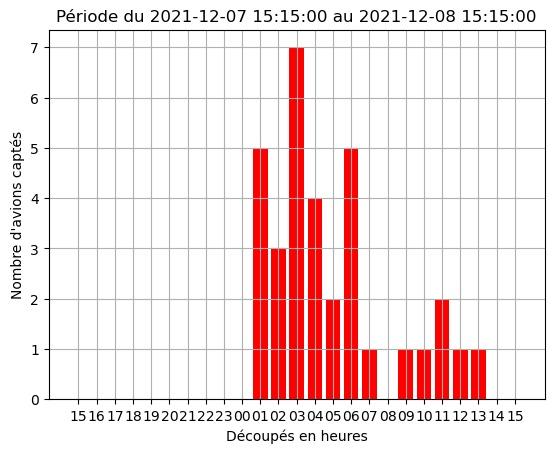 Période du 2021-12-07 15:15:00 au 2021-12-08 15:15:00
7
6
5
4
3
2
1
0
Nombre d'avions captés
15 16 17 18 19 20 21 22 23 00 01 02 03 04 05 06 07 08 09 10 11 12 13 14 15
Découpés en heures